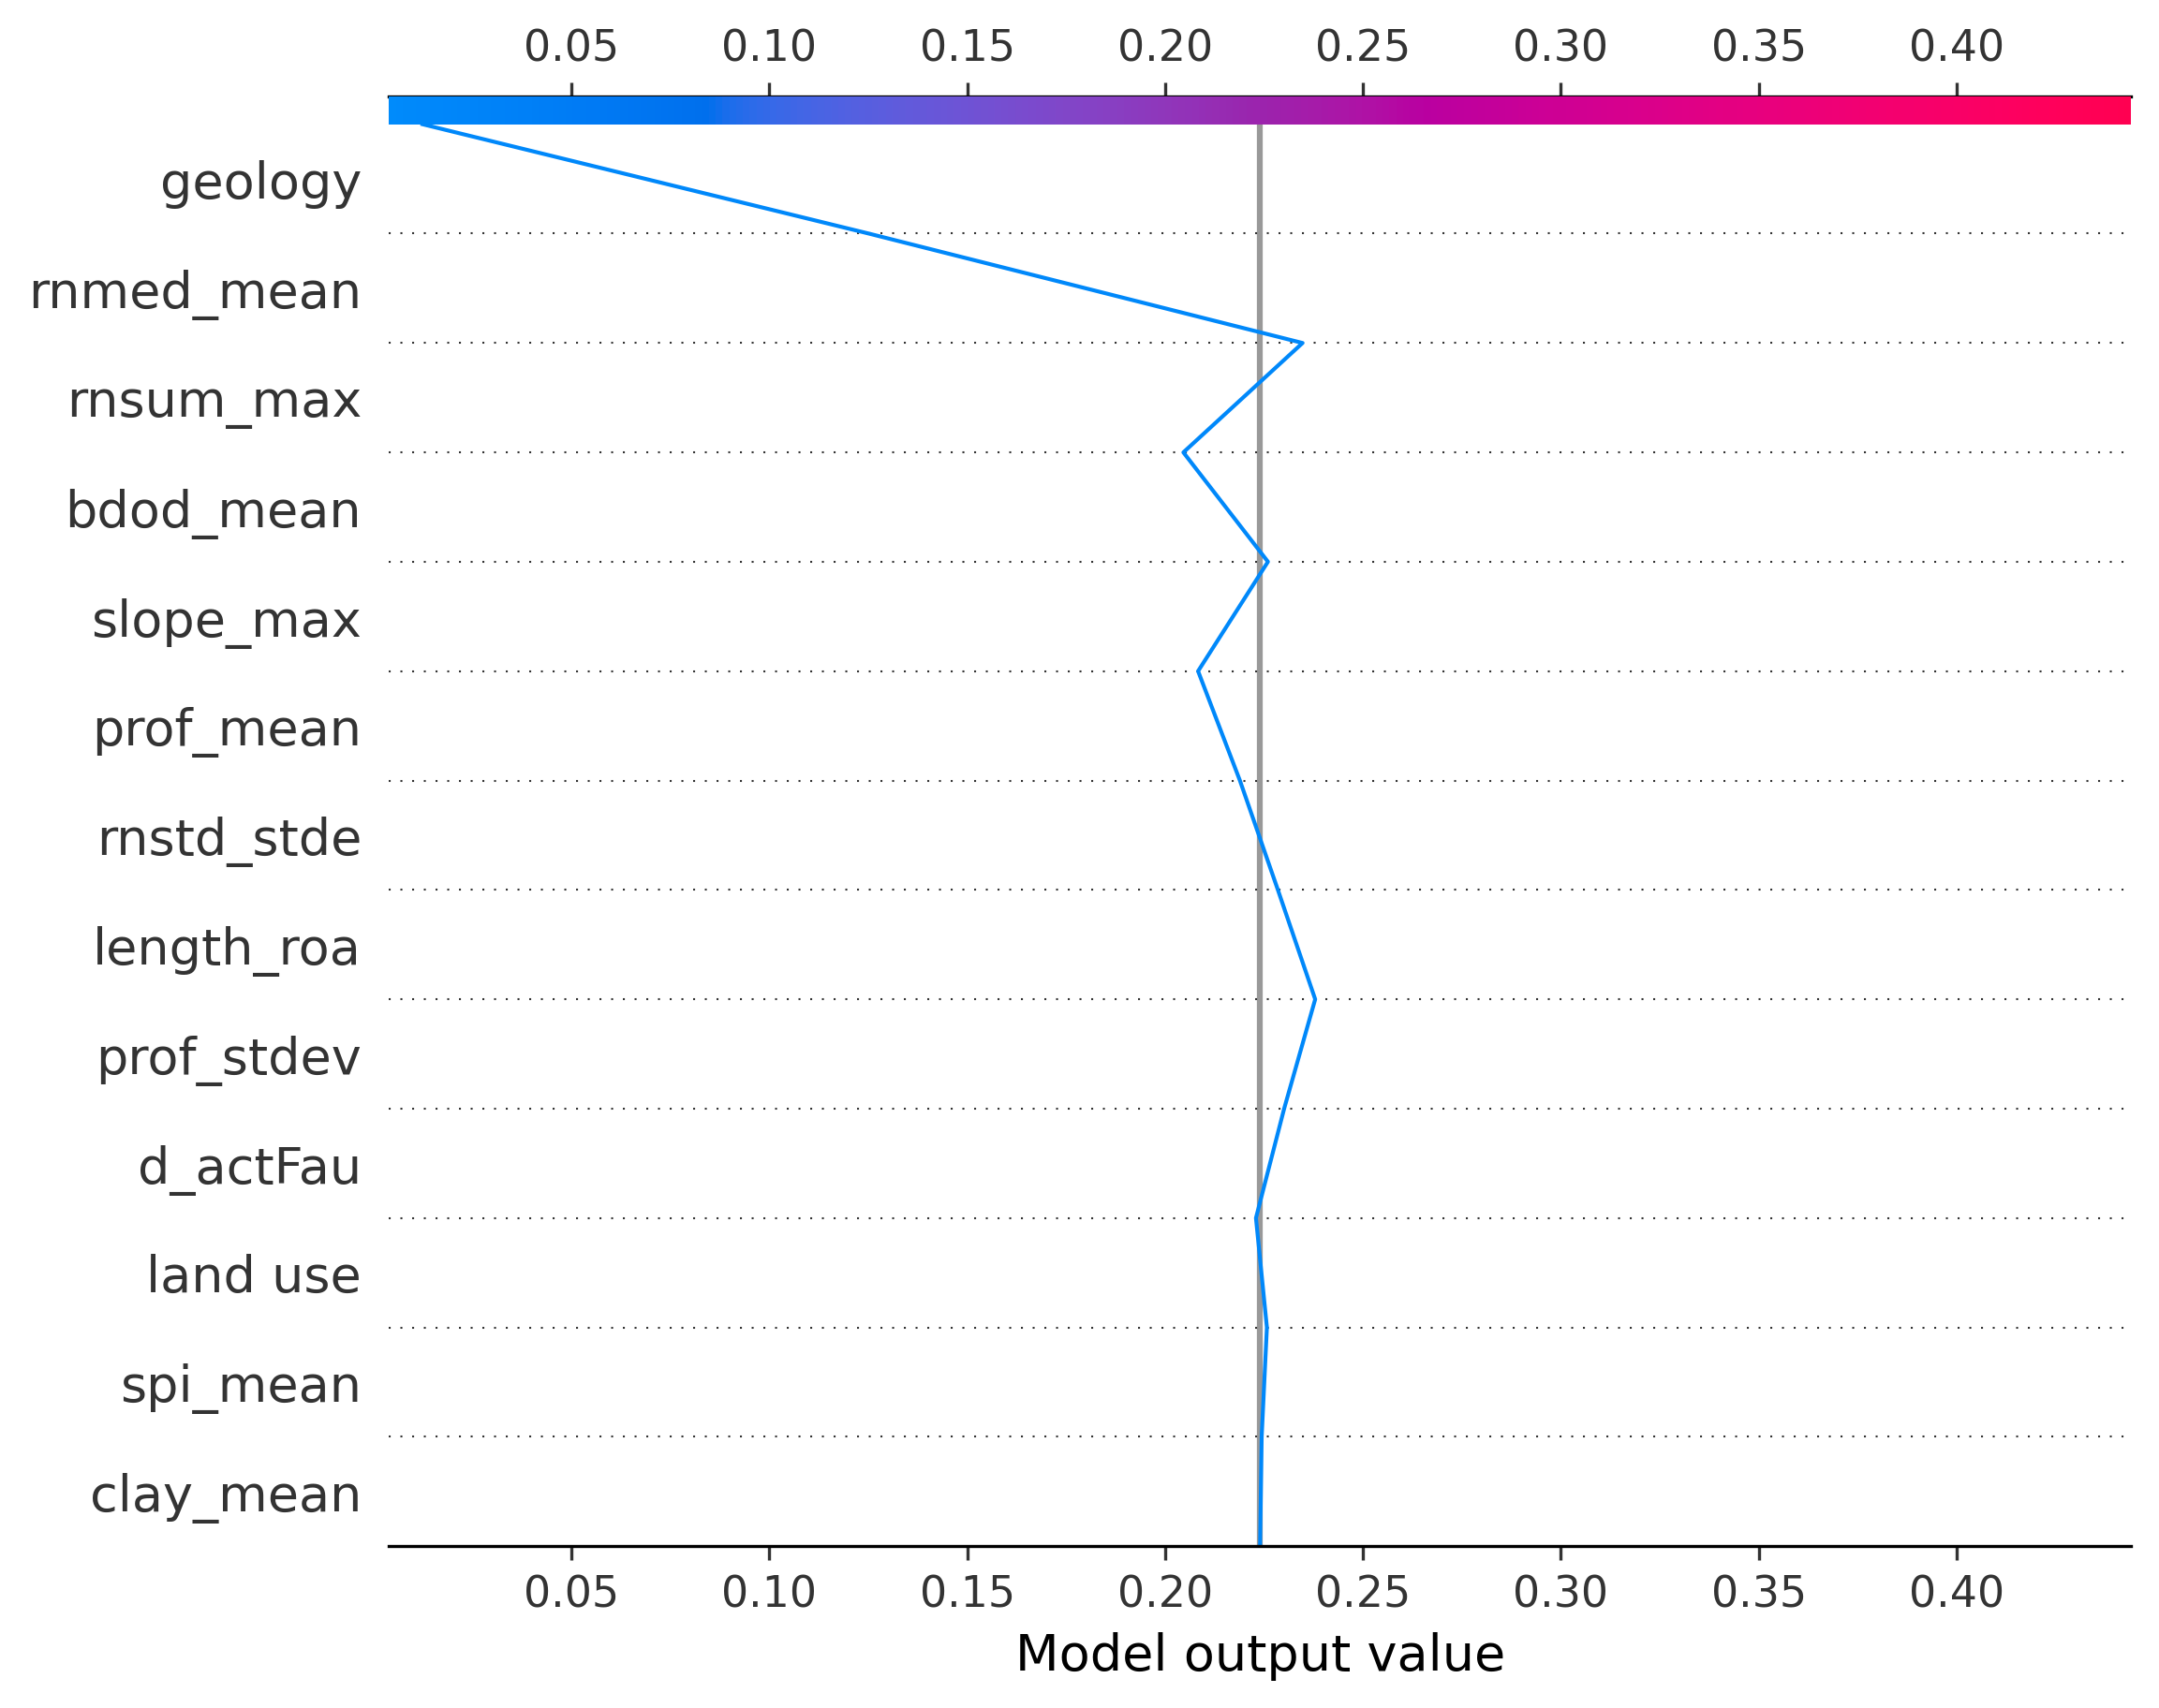 0.05 0.10 0.15 0.20 0.25 0.30 0.35 0.40
geology
rnmed_mean
rnsum_max
bdod_mean
slope_max
prof_mean
rnstd_stde
length_roa
prof_stdev
d_actFau
land use
spi_mean
clay_mean
0.05 0.10 0.15 0.20 0.25 0.30 0.35 0.40
Model output value